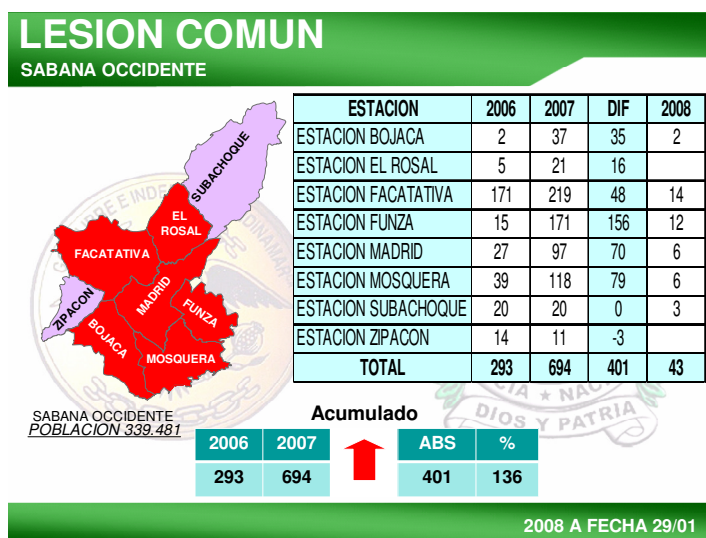 LESION COMUN
SABANA OCCIDENTE
SUBACHOQUE
EL
ROSAL
FACATATIVA
MADRID
FUNZA
ZIPACON
BOJACA
MOSQUERA
SABANA OCCIDENTE
POBLACION 339.481
ESTACION 2006 2007 DIF 2008
ESTACION BOJACA 2 37 35 2
ESTACION EL ROSAL 5 21 16
ESTACION FACATATIVA 171 219 48 14
ESTACION FUNZA 15 171 156 12
ESTACION MADRID 27 97 70 6
ESTACION MOSQUERA 39 118 79 6
ESTACION SUBACHOQUE 20 20 0 3
ESTACION ZIPACON 14 11 -3
TOTAL 293 694 401 43
DIOS Y PATRIA
Acumulado
2006 2007 ABS %
293 694 401 136
2008 A FECHA 29/01